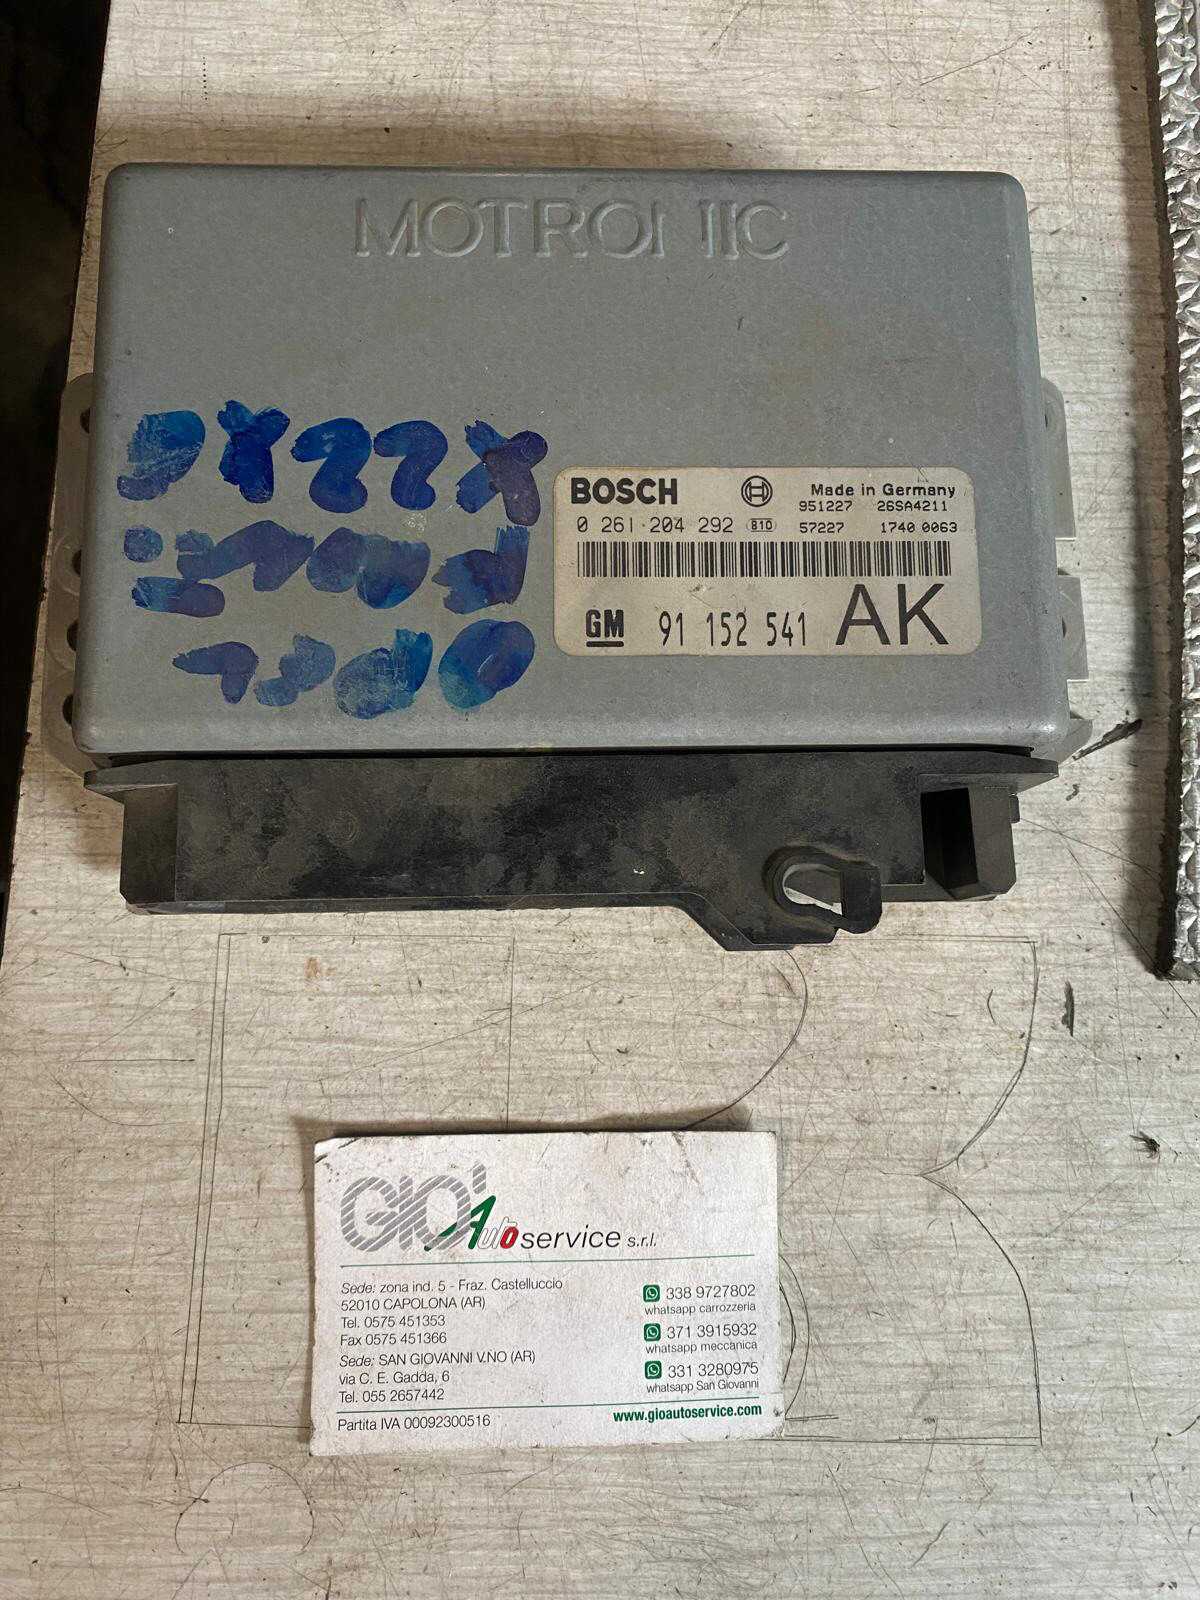 MOTRONIC
BOSCH
Made in Germany
951227 26SA4211
0 261 204 292 810 57227 1740 0063
GM 91 152 541 AK
GIO' Autoservice s.r.l.
Sede: zona ind. 5 - Fraz. Castelluccio
52010 CAPOLONA (AR)
Tel. 0575 451353
Fax 0575 451366
Sede: SAN GIOVANNI V.NO (AR)
via C. E. Gadda, 6
Tel. 055 2657442
Partita IVA 00092300516
338 9727802
whatsapp carrozzeria
371 3915932
whatsapp meccanica
331 3280975
whatsapp San Giovanni
www.gioautoservice.com